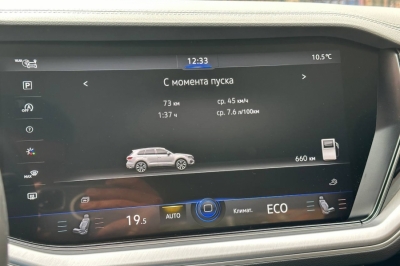 12:33
10.5 °C
С момента пуска
73 км
ср. 45 км/ч
1:37 ч
ср. 7.6 л/100км
660 км
19.5
AUTO
Климат.
ECO
MAX
P